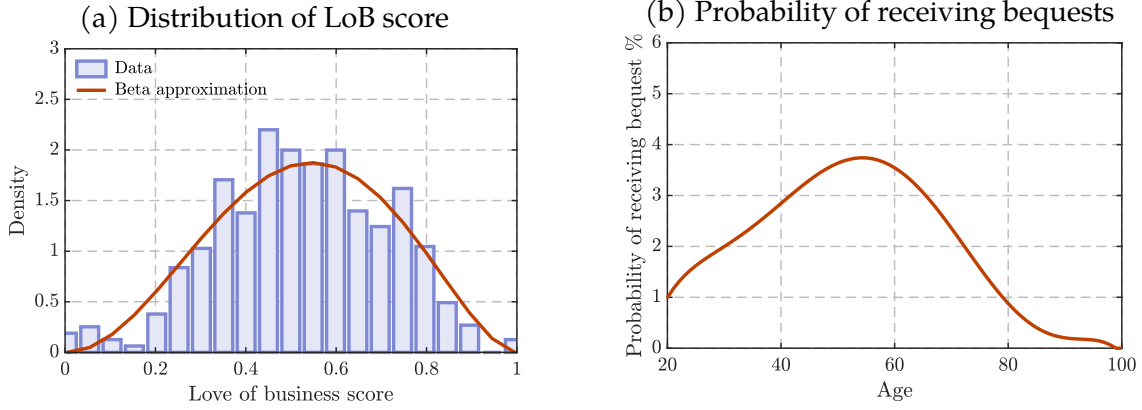 (a) Distribution of LoB score
3
2.5
2
1.5
1
0.5
0
Density
Data
Beta approximation
0 0.2 0.4 0.6 0.8 1
Love of business score
(b) Probability of receiving bequests
6
5
4
3
2
1
0
Probability of receiving bequest %
20 40 60 80 100
Age